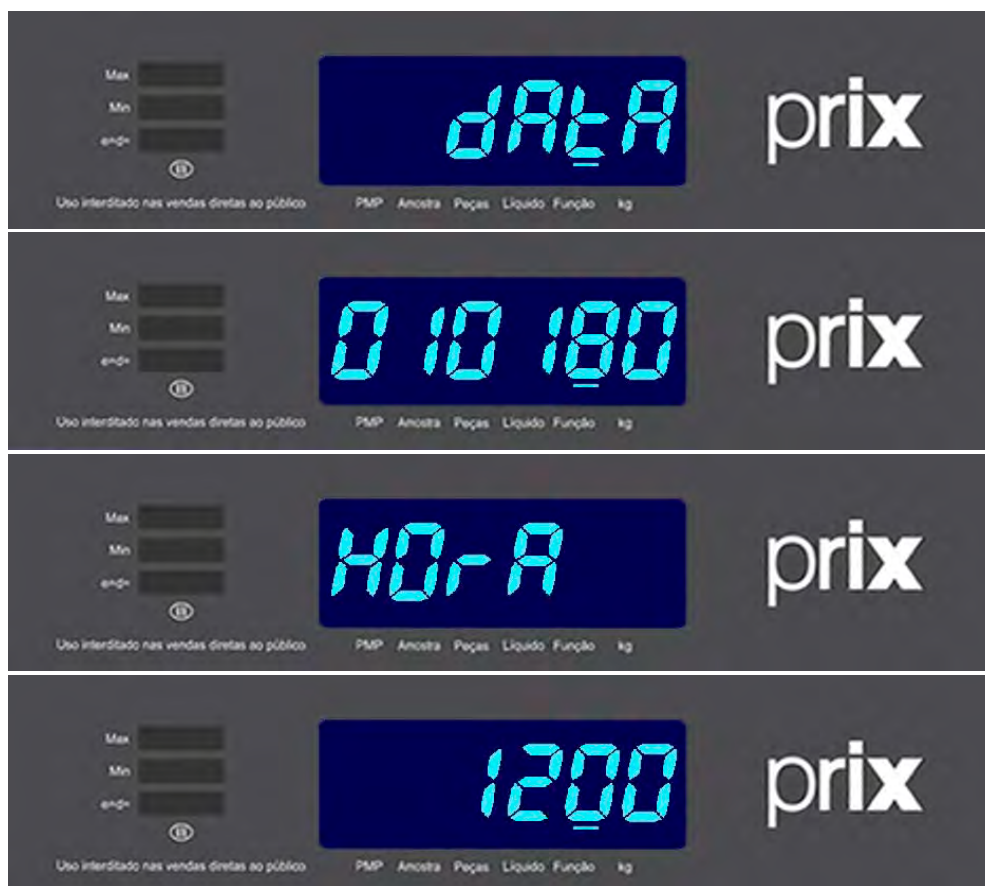 Max
Min
e=d=
dAtA
prix
Uso interditado nas vendas diretas ao público
PMP Amostra Peças Líquido Função kg
Max
Min
e=d=
010180
prix
Uso interditado nas vendas diretas ao público
PMP Amostra Peças Líquido Função kg
Max
Min
e=d=
HOrA
prix
Uso interditado nas vendas diretas ao público
PMP Amostra Peças Líquido Função kg
Max
Min
e=d=
1200
prix
Uso interditado nas vendas diretas ao público
PMP Amostra Peças Líquido Função kg